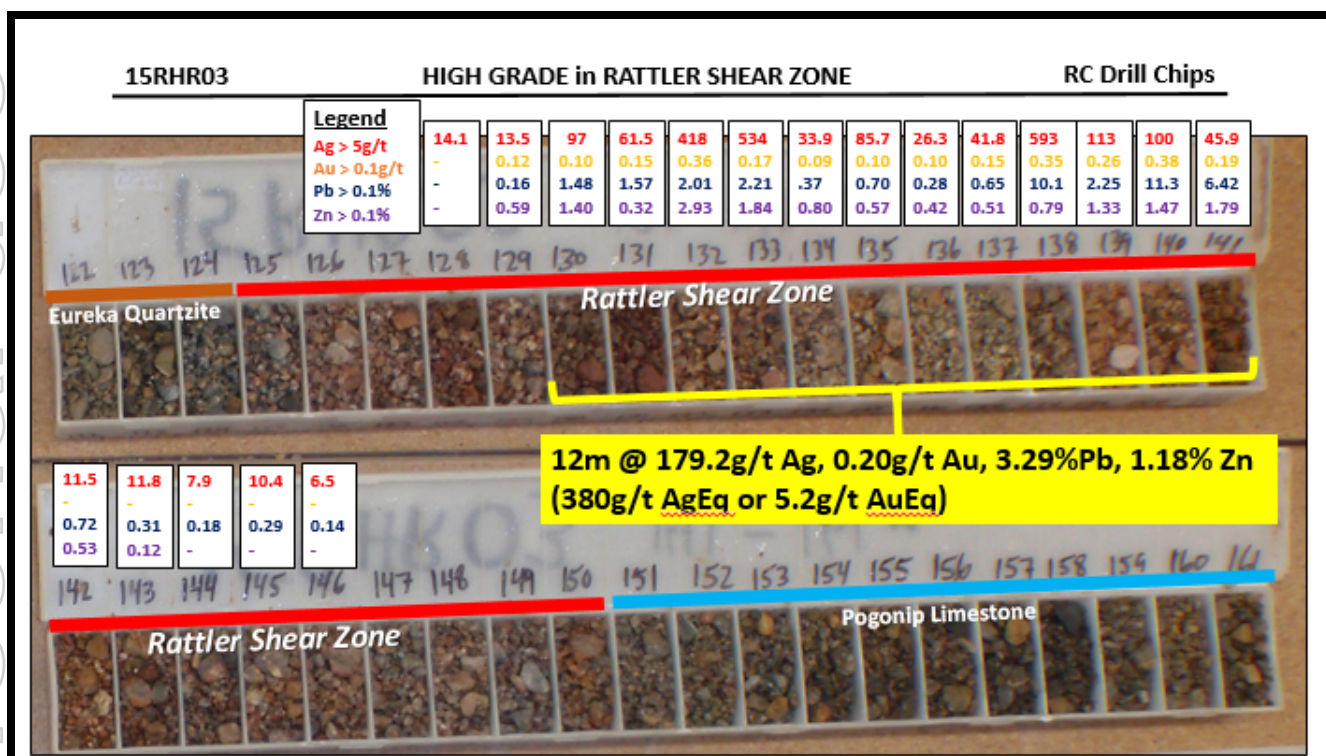 15RHR03 HIGH GRADE in RATTLER SHEAR ZONE RC Drill Chips
Legend
Ag > 5g/t
Au > 0.1g/t
Pb > 0.1%
Zn > 0.1%
14.1 13.5 97 61.5 418 534 33.9 85.7 26.3 41.8 593 113 100 45.9
- 0.12 0.10 0.15 0.36 0.17 0.09 0.10 0.10 0.15 0.35 0.26 0.38 0.19
- 0.16 1.48 1.57 2.01 2.21 .37 0.70 0.28 0.65 10.1 2.25 11.3 6.42
- 0.59 1.40 0.32 2.93 1.84 0.80 0.57 0.42 0.51 0.79 1.33 1.47 1.79
122 123 124 125 126 127 128 129 130 131 132 133 134 135 136 137 138 139 140 141
Eureka Quartzite
Rattler Shear Zone
12m @ 179.2g/t Ag, 0.20g/t Au, 3.29%Pb, 1.18% Zn
(380g/t AgEq or 5.2g/t AuEq)
11.5 11.8 7.9 10.4 6.5
- - - - -
0.72 0.31 0.18 0.29 0.14
0.53 0.12 - - -
142 143 144 145 146 147 148 149 150 151 152 153 154 155 156 157 158 159 160 161
Rattler Shear Zone
Pogonip Limestone